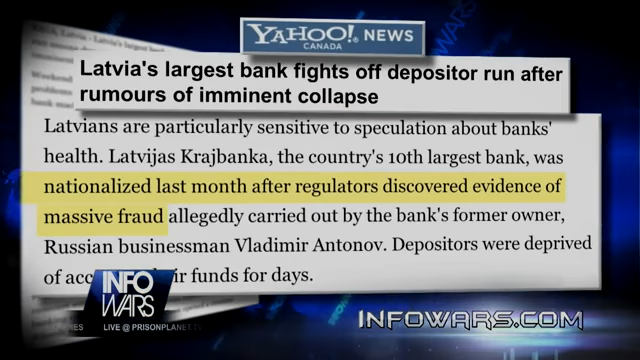 YAHOO! NEWS
CANADA
Latvia's largest bank fights off depositor run after
rumours of imminent collapse
Latvians are particularly sensitive to speculation about banks'
health. Latvijas Krajbanka, the country's 10th largest bank, was
nationalized last month after regulators discovered evidence of
massive fraud allegedly carried out by the bank's former owner,
Russian businessman Vladimir Antonov. Depositors were deprived
of funds for days.
INFO
WARS
LIVE @ PRISONPLANET
INFOWARS.COM